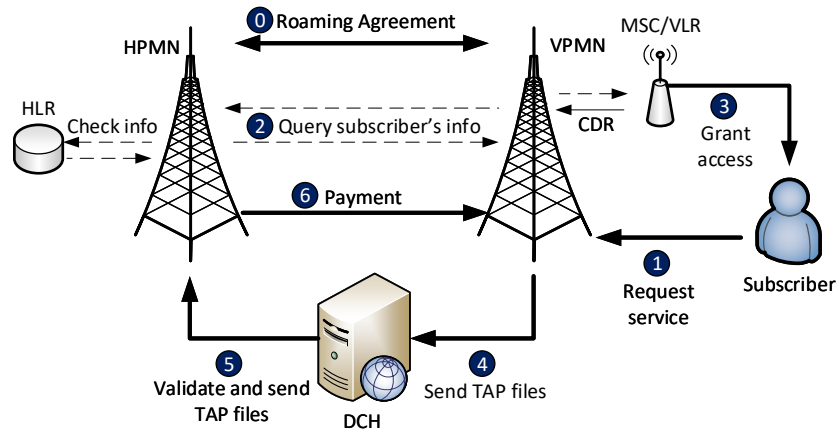 0 Roaming Agreement
HPMN
VPMN
MSC/VLR
HLR
Check info
2 Query subscriber's info
CDR
3
Grant
access
6 Payment
1
Request
service
Subscriber
5
Validate and send
TAP files
4
Send TAP files
DCH